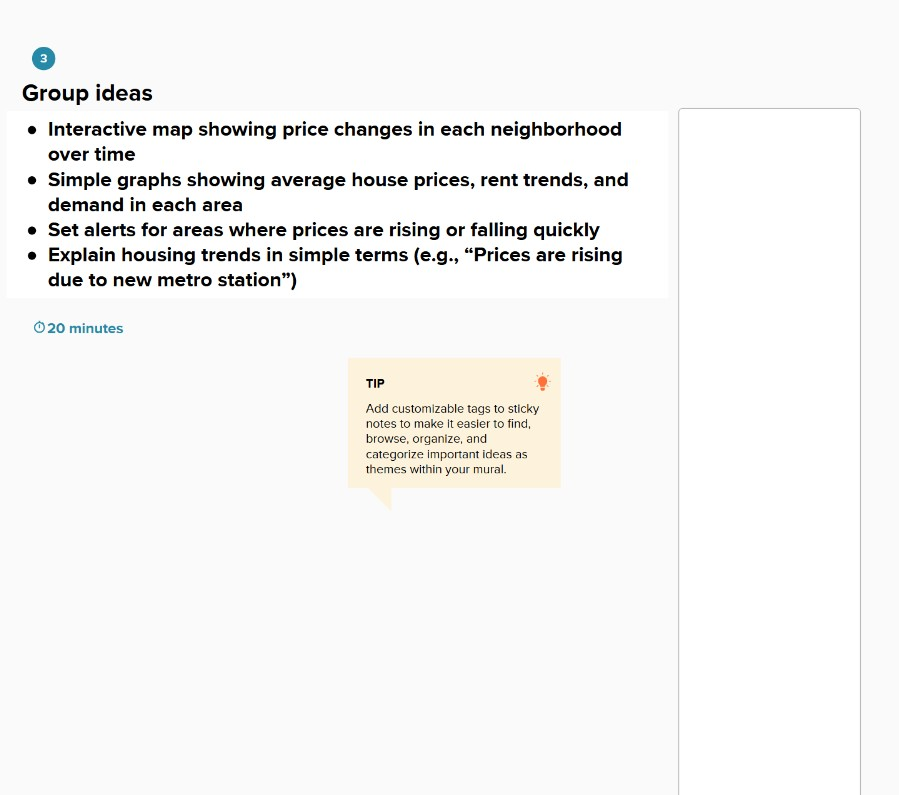 3
Group ideas
● Interactive map showing price changes in each neighborhood
over time
● Simple graphs showing average house prices, rent trends, and
demand in each area
● Set alerts for areas where prices are rising or falling quickly
● Explain housing trends in simple terms (e.g., “Prices are rising
due to new metro station”)
20 minutes
TIP
Add customizable tags to sticky
notes to make it easier to find,
browse, organize, and
categorize important ideas as
themes within your mural.